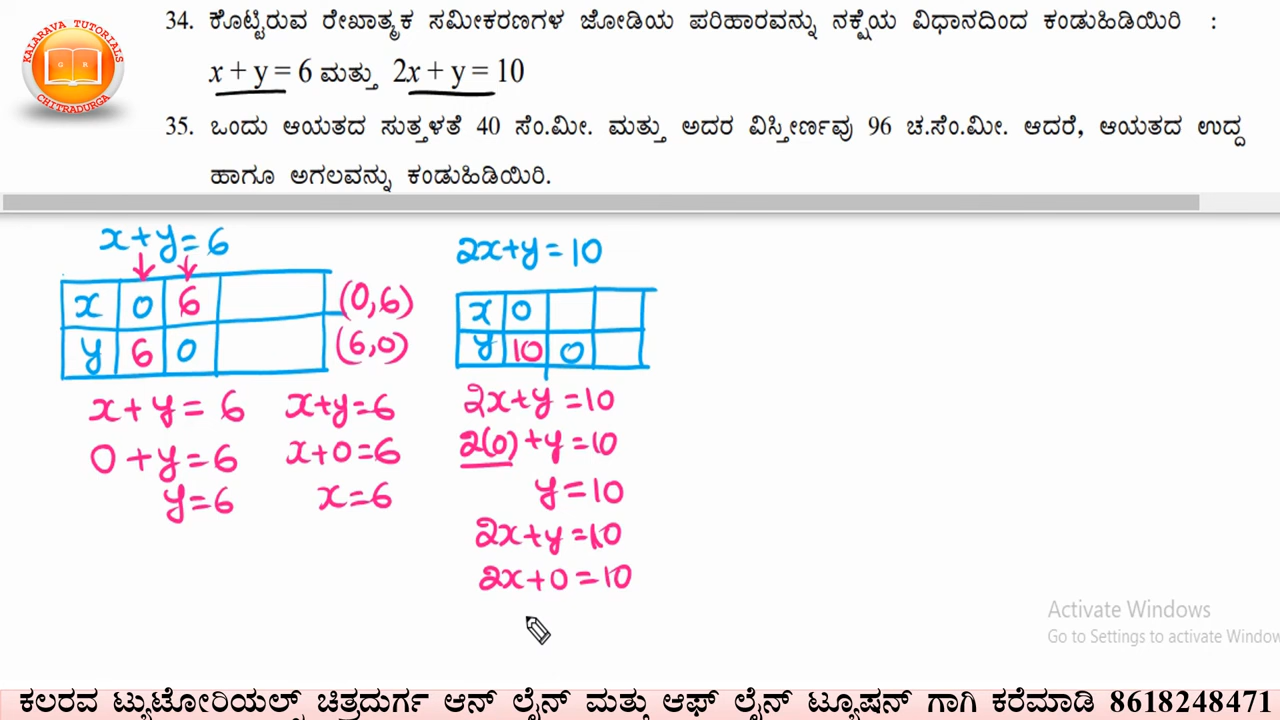 KALARAVA TUTORIALS
G R
CHITRADURGA
34. ಕೊಟ್ಟಿರುವ ರೇಖಾತ್ಮಕ ಸಮೀಕರಣಗಳ ಜೋಡಿಯ ಪರಿಹಾರವನ್ನು ನಕ್ಷೆಯ ವಿಧಾನದಿಂದ ಕಂಡುಹಿಡಿಯಿರಿ :
x + y = 6 ಮತ್ತು 2x + y = 10
35. ಒಂದು ಆಯತದ ಸುತ್ತಳತೆ 40 ಸೆಂ.ಮೀ. ಮತ್ತು ಅದರ ವಿಸ್ತೀರ್ಣವು 96 ಚ.ಸೆಂ.ಮೀ. ಆದರೆ, ಆಯತದ ಉದ್ದ
ಹಾಗೂ ಅಗಲವನ್ನು ಕಂಡುಹಿಡಿಯಿರಿ.
x+y=6
x 0 6 (0,6)
y 6 0 (6,0)
x+y=6 x+y=6
0+y=6 x+0=6
y=6 x=6
2x+y=10
x 0
y 10 0
2x+y=10
2(0)+y=10
y=10
2x+y=10
2x+0=10
Activate Windows
Go to Settings to activate Window
ಕಲರವ ಟ್ಯುಟೋರಿಯಲ್ಸ್ ಚಿತ್ರದುರ್ಗ ಆನ್ ಲೈನ್ ಮತ್ತು ಆಫ್ ಲೈನ್ ಟ್ಯೂಷನ್ ಗಾಗಿ ಕರೆಮಾಡಿ 8618248471